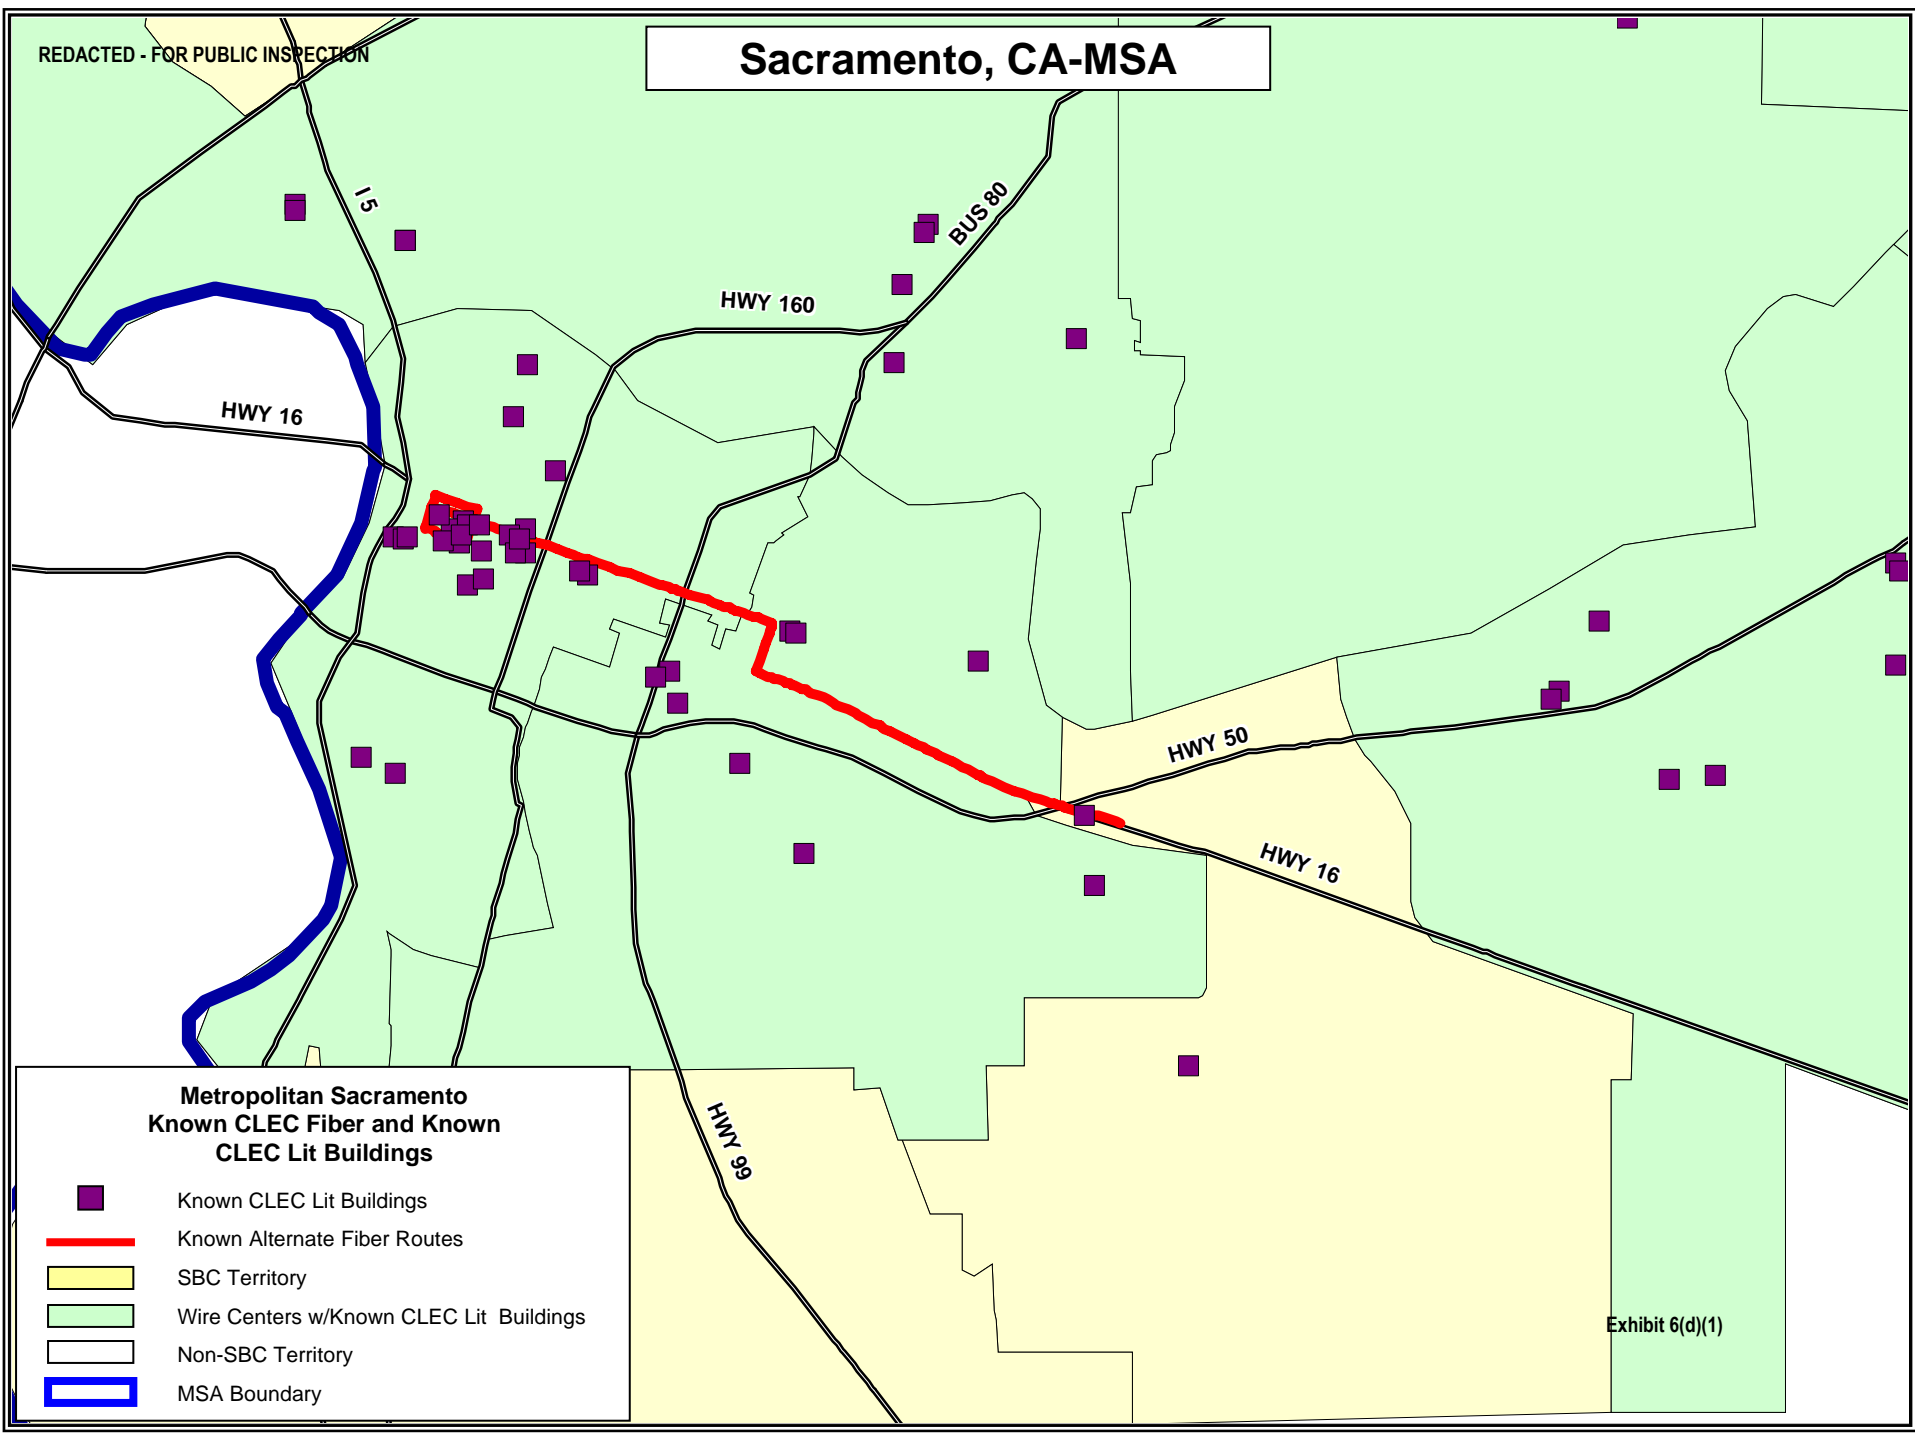 REDACTED - FOR PUBLIC INSPECTION
Sacramento, CA-MSA
I 5
BUS 80
HWY 160
HWY 16
HWY 50
HWY 16
HWY 99
Metropolitan Sacramento
Known CLEC Fiber and Known
CLEC Lit Buildings
Known CLEC Lit Buildings
Known Alternate Fiber Routes
SBC Territory
Wire Centers w/Known CLEC Lit Buildings
Non-SBC Territory
MSA Boundary
Exhibit 6(d)(1)